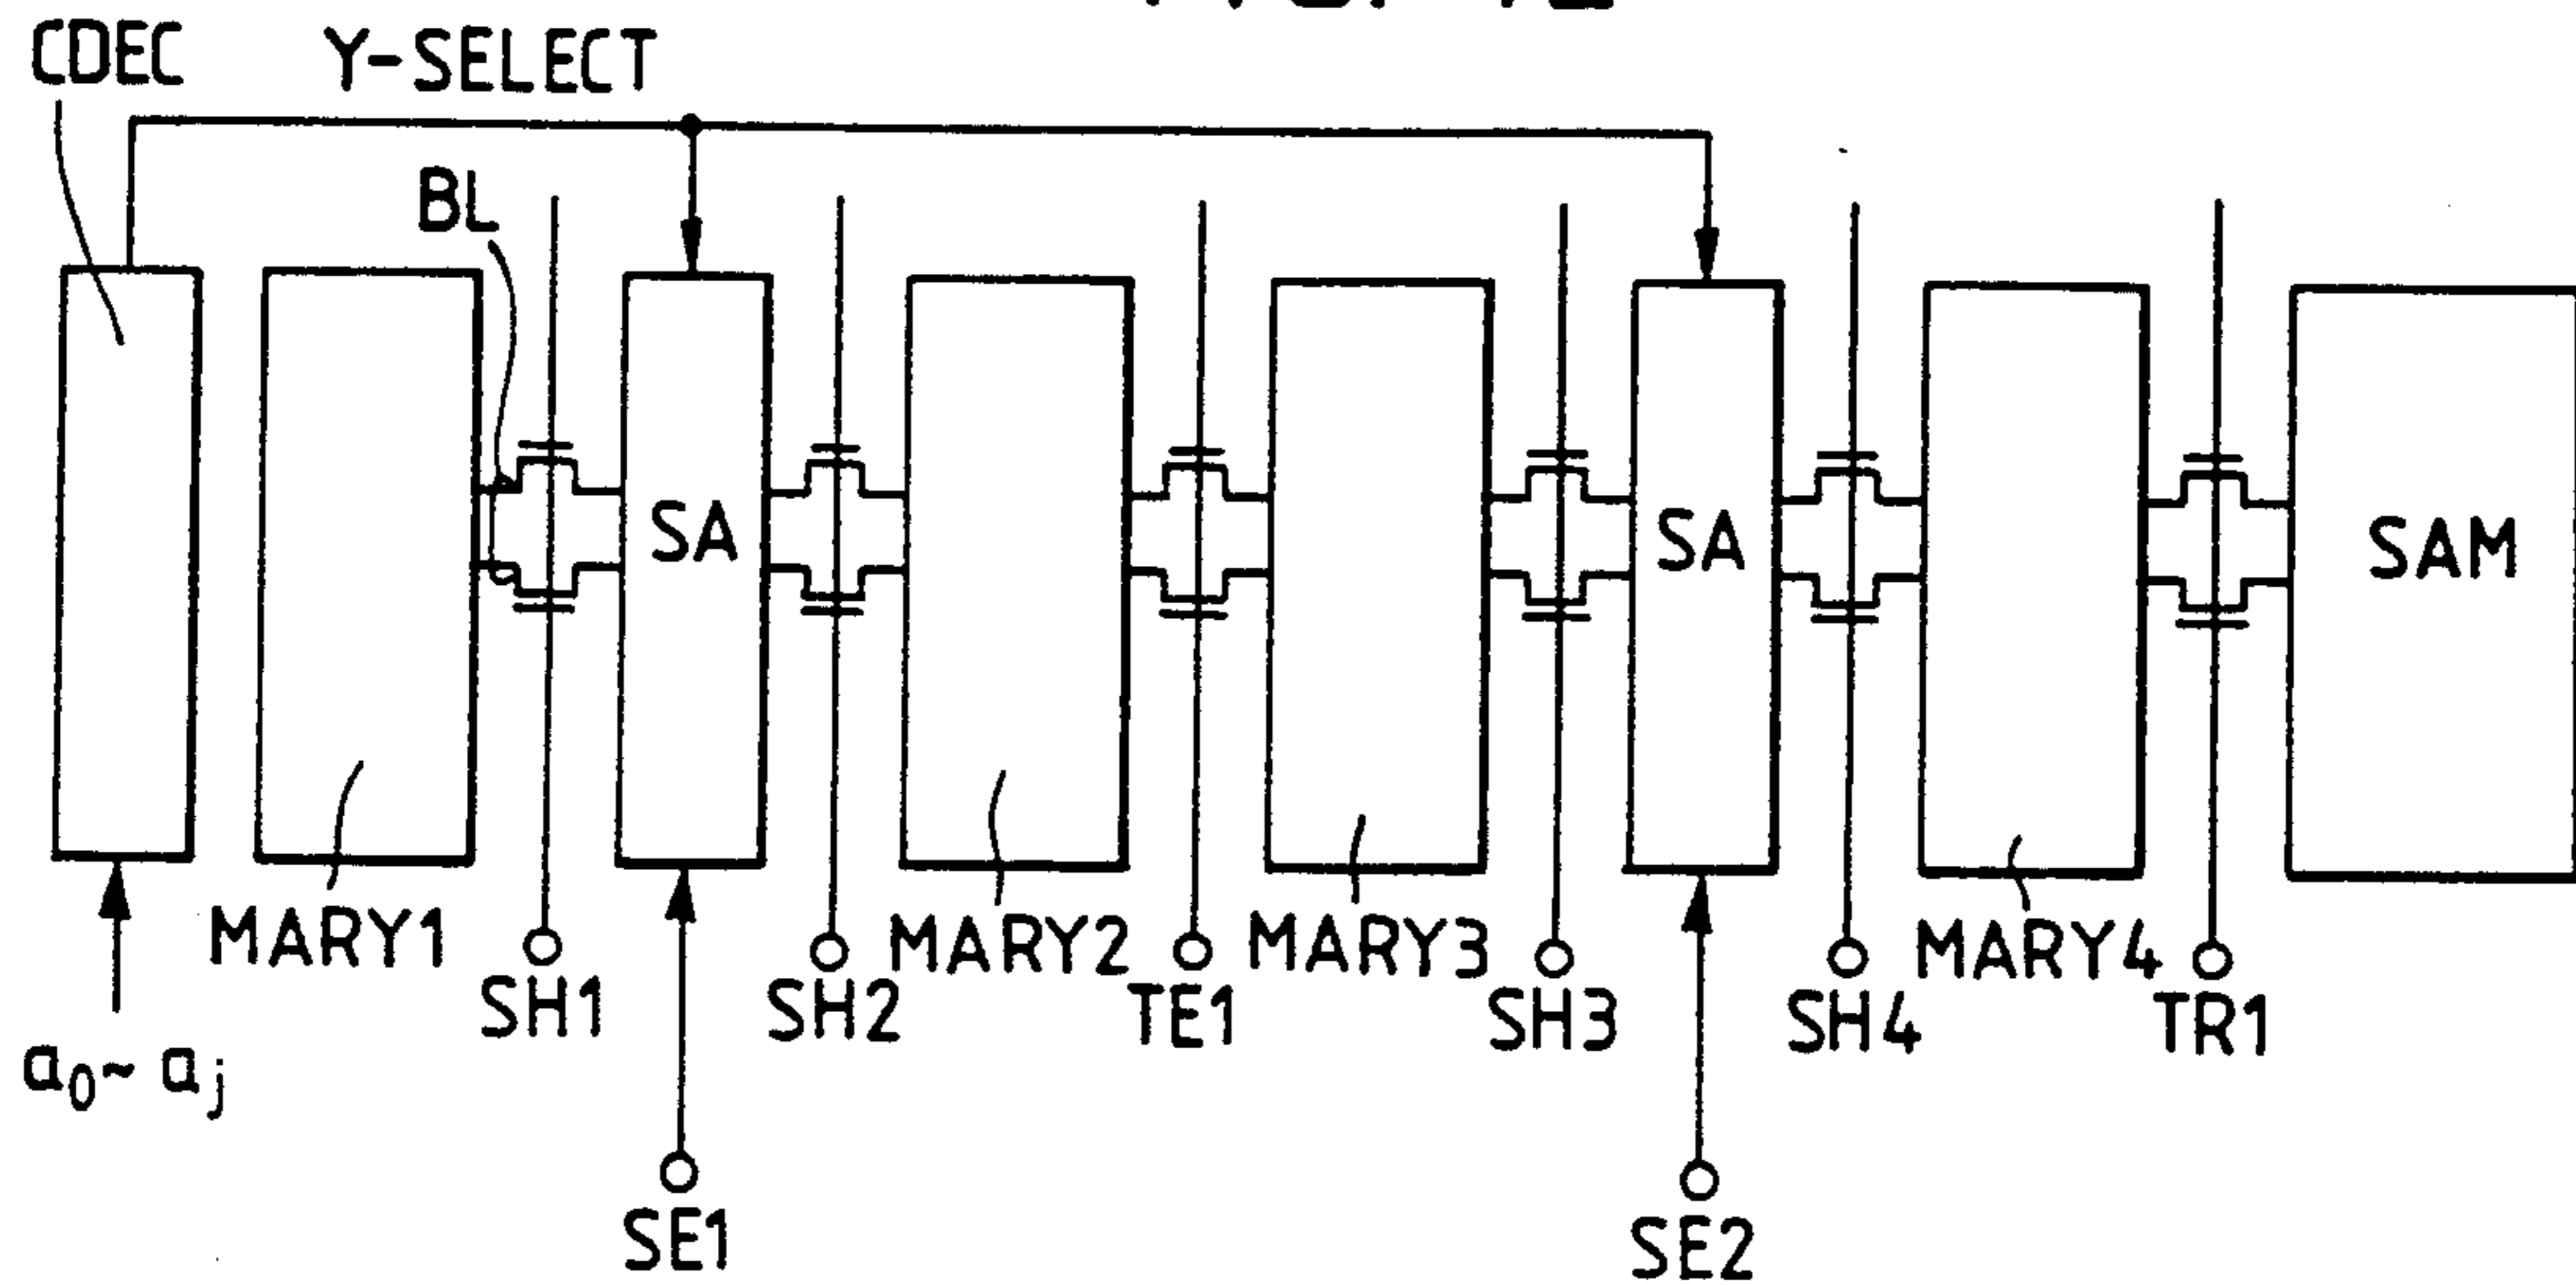 CDEC
Y-SELECT
BL
SA
SA
SAM
MARY1
SH1
SH2
MARY2
TE1
MARY3
SH3
SH4
MARY4
TR1
a₀~ aⱼ
SE1
SE2